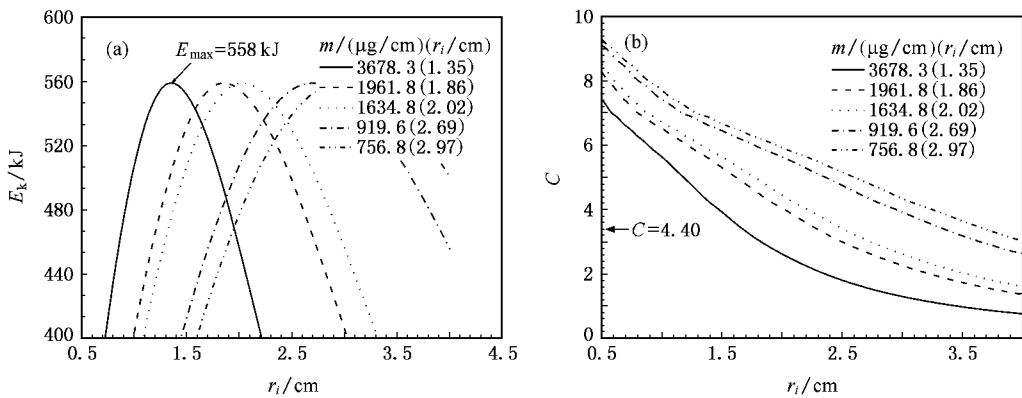 (a)
E_max=558 kJ
m/(μg/cm)(r_i/cm)
3678.3(1.35)
1961.8(1.86)
1634.8(2.02)
919.6(2.69)
756.8(2.97)
E_k/kJ
600
560
520
480
440
400
0.5 1.5 2.5 3.5 4.5
r_i/cm
(b)
m/(μg/cm)(r_i/cm)
3678.3(1.35)
1961.8(1.86)
1634.8(2.02)
919.6(2.69)
756.8(2.97)
C=4.40
C
10
8
6
4
2
0
0.5 1.5 2.5 3.5
r_i/cm